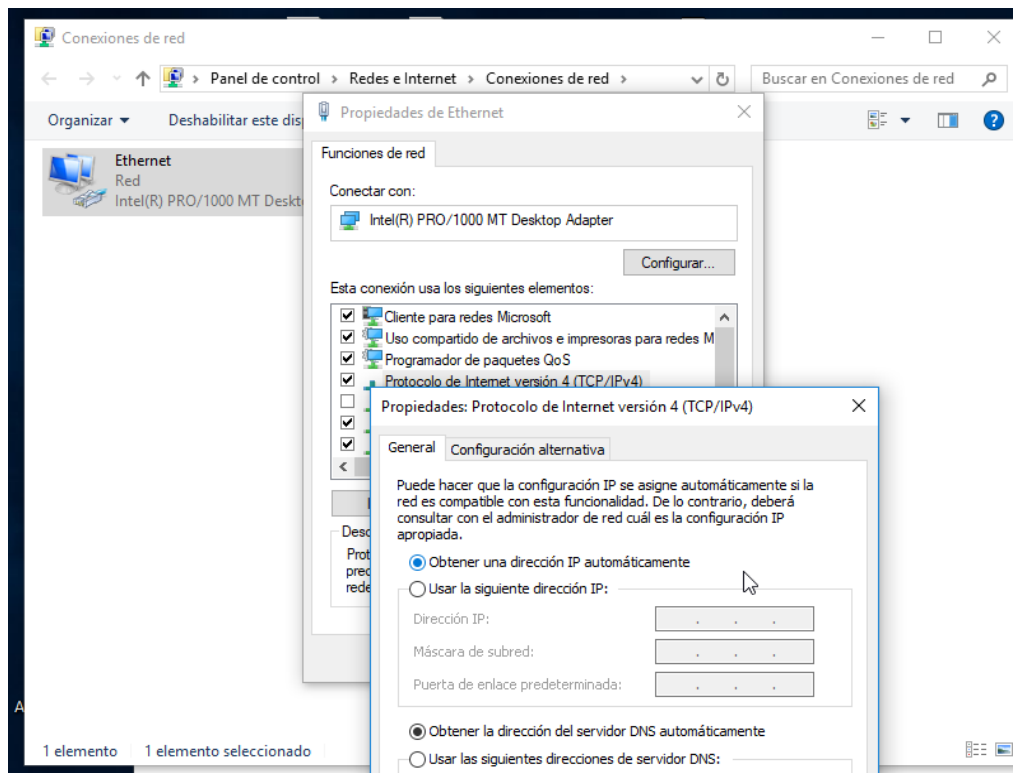 Conexiones de red
Panel de control > Redes e Internet > Conexiones de red >
Buscar en Conexiones de red
Organizar
Deshabilitar este
Ethernet
Red
Intel(R) PRO/1000 MT
Propiedades de Ethernet
Funciones de red
Conectar con:
Intel(R) PRO/1000 MT Desktop Adapter
Configurar...
Esta conexión usa los siguientes elementos:
Cliente para redes Microsoft
Uso compartido de archivos e impresoras para redes M
Programador de paquetes QoS
Protocolo de Internet versión 4 (TCP/IPv4)
Propiedades: Protocolo de Internet versión 4 (TCP/IPv4)
General
Configuración alternativa
Puede hacer que la configuración IP se asigne automáticamente si la
red es compatible con esta funcionalidad. De lo contrario, deberá
consultar con el administrador de red cuál es la configuración IP
apropiada.
Obtener una dirección IP automáticamente
Usar la siguiente dirección IP:
Dirección IP:
Máscara de subred:
Puerta de enlace predeterminada:
Obtener la dirección del servidor DNS automáticamente
Usar las siguientes direcciones de servidor DNS:
1 elemento
1 elemento seleccionado